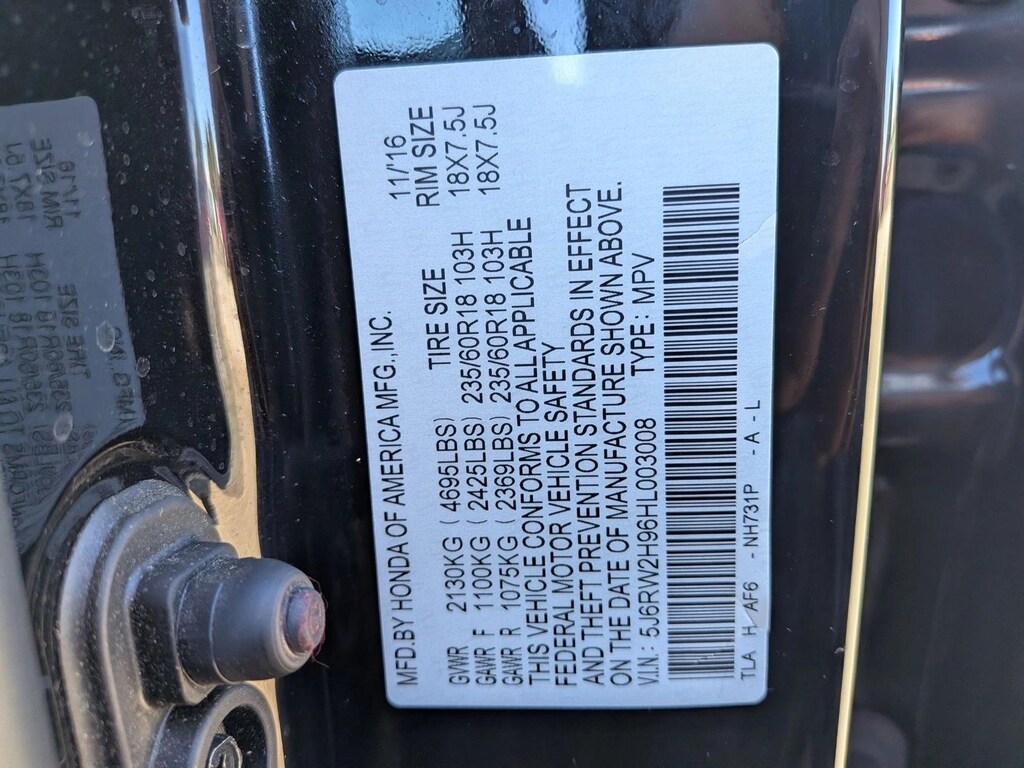 MFD. BY HONDA OF AMERICA MFG., INC. 11/'16
GVWR 2130KG ( 4695LBS) TIRE SIZE RIM SIZE
GAWR F 1100KG ( 2425LBS) 235/60R18 103H 18X7.5J
GAWR R 1075KG ( 2369LBS) 235/60R18 103H 18X7.5J
THIS VEHICLE CONFORMS TO ALL APPLICABLE
FEDERAL MOTOR VEHICLE SAFETY
AND THEFT PREVENTION STANDARDS IN EFFECT
ON THE DATE OF MANUFACTURE SHOWN ABOVE.
V.I.N.: 5J6RW2H96HL003008 TYPE: MPV
TLA H AF6 - NH731P - A - L